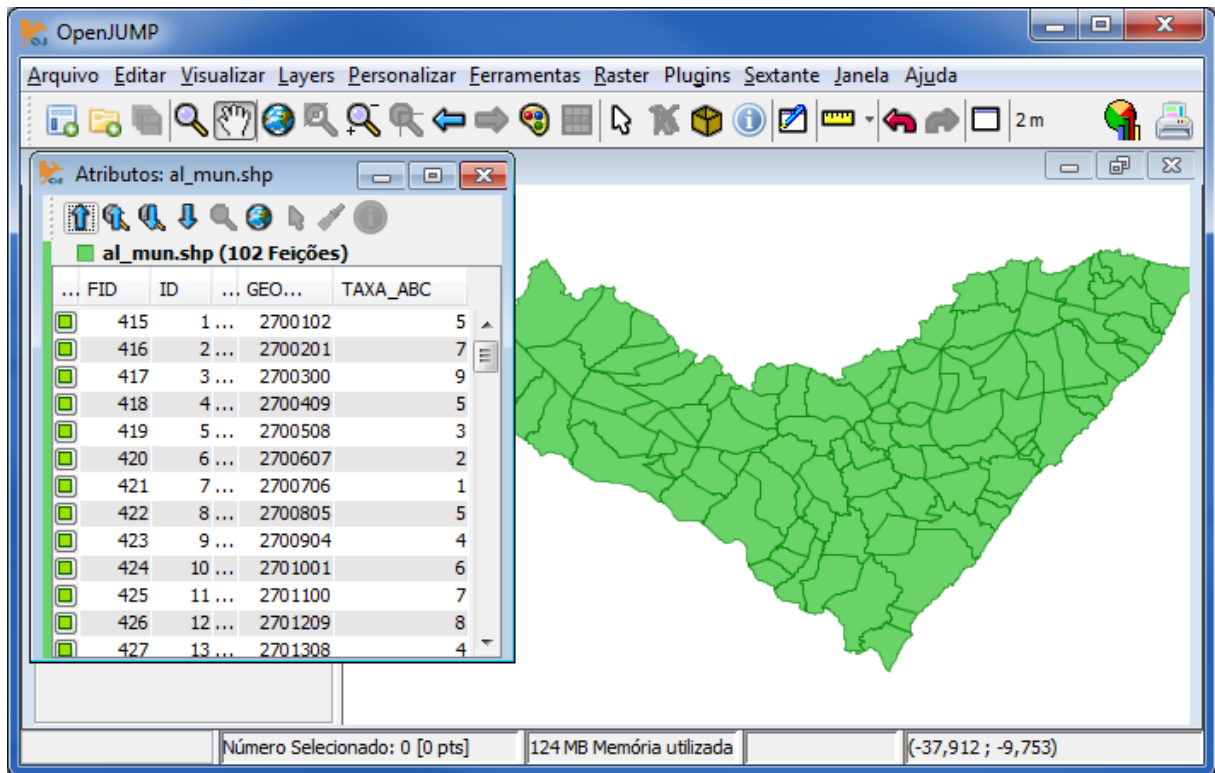 OpenJUMP
Arquivo Editar Visualizar Layers Personalizar Ferramentas Raster Plugins Sextante Janela Ajuda
2 m
Atributos: al_mun.shp
al_mun.shp (102 Feições)
... FID ID ... GEO... TAXA_ABC
415 1 ... 2700102 5
416 2 ... 2700201 7
417 3 ... 2700300 9
418 4 ... 2700409 5
419 5 ... 2700508 3
420 6 ... 2700607 2
421 7 ... 2700706 1
422 8 ... 2700805 5
423 9 ... 2700904 4
424 10 ... 2701001 6
425 11 ... 2701100 7
426 12 ... 2701209 8
427 13 ... 2701308 4
Número Selecionado: 0 [0 pts] 124 MB Memória utilizada (-37,912 ; -9,753)